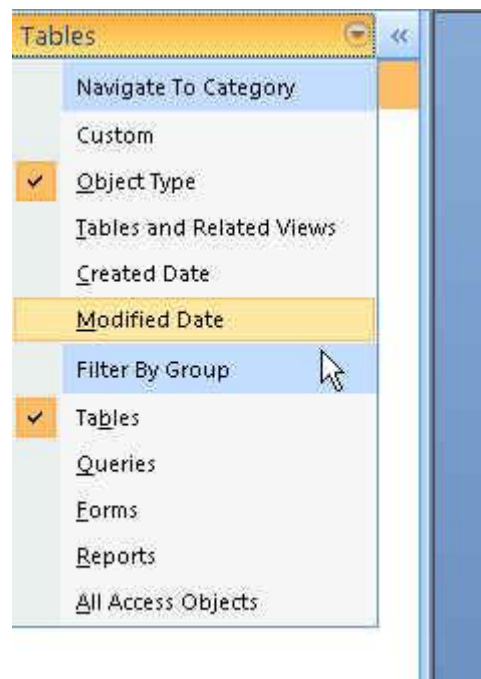 Tables «
Navigate To Category
Custom
Object Type
Tables and Related Views
Created Date
Modified Date
Filter By Group
Tables
Queries
Forms
Reports
All Access Objects